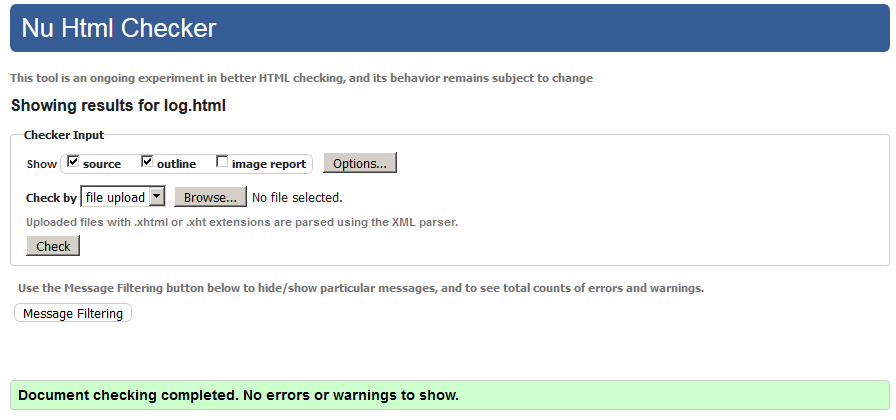 Nu Html Checker
This tool is an ongoing experiment in better HTML checking, and its behavior remains subject to change
Showing results for log.html
Checker Input
Show source outline image report Options...
Check by file upload Browse... No file selected.
Uploaded files with .xhtml or .xht extensions are parsed using the XML parser.
Check
Use the Message Filtering button below to hide/show particular messages, and to see total counts of errors and warnings.
Message Filtering
Document checking completed. No errors or warnings to show.